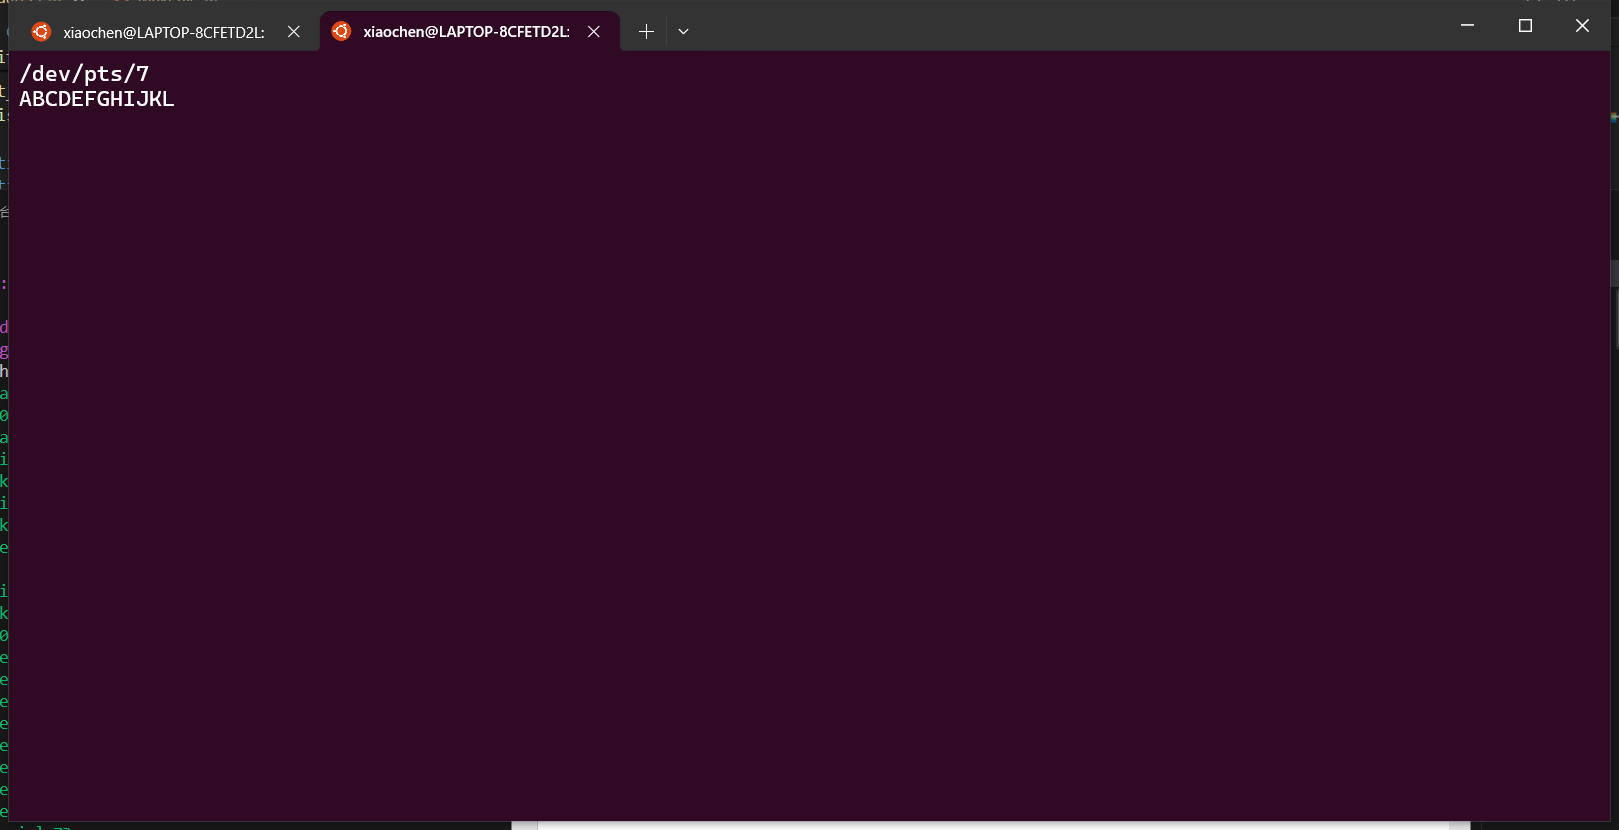 xiaochen@LAPTOP-8CFETD2L:
xiaochen@LAPTOP-8CFETD2L:
/dev/pts/7
ABCDEFGHIJKL